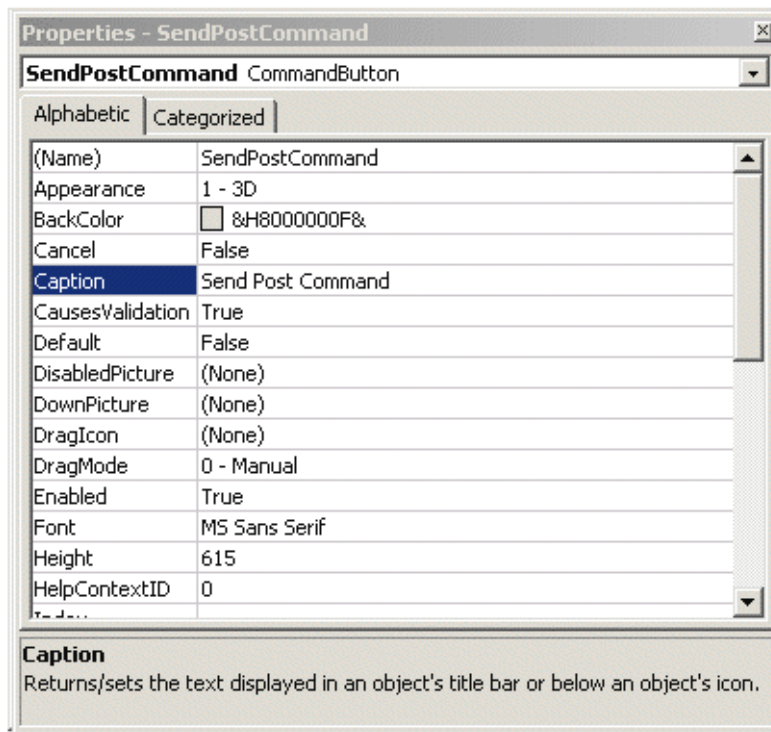 Properties - SendPostCommand
SendPostCommand CommandButton
Alphabetic Categorized
(Name) SendPostCommand
Appearance 1 - 3D
BackColor &H8000000F&
Cancel False
Caption Send Post Command
CausesValidation True
Default False
DisabledPicture (None)
DownPicture (None)
DragIcon (None)
DragMode 0 - Manual
Enabled True
Font MS Sans Serif
Height 615
HelpContextID 0
Index
Caption
Returns/sets the text displayed in an object's title bar or below an object's icon.